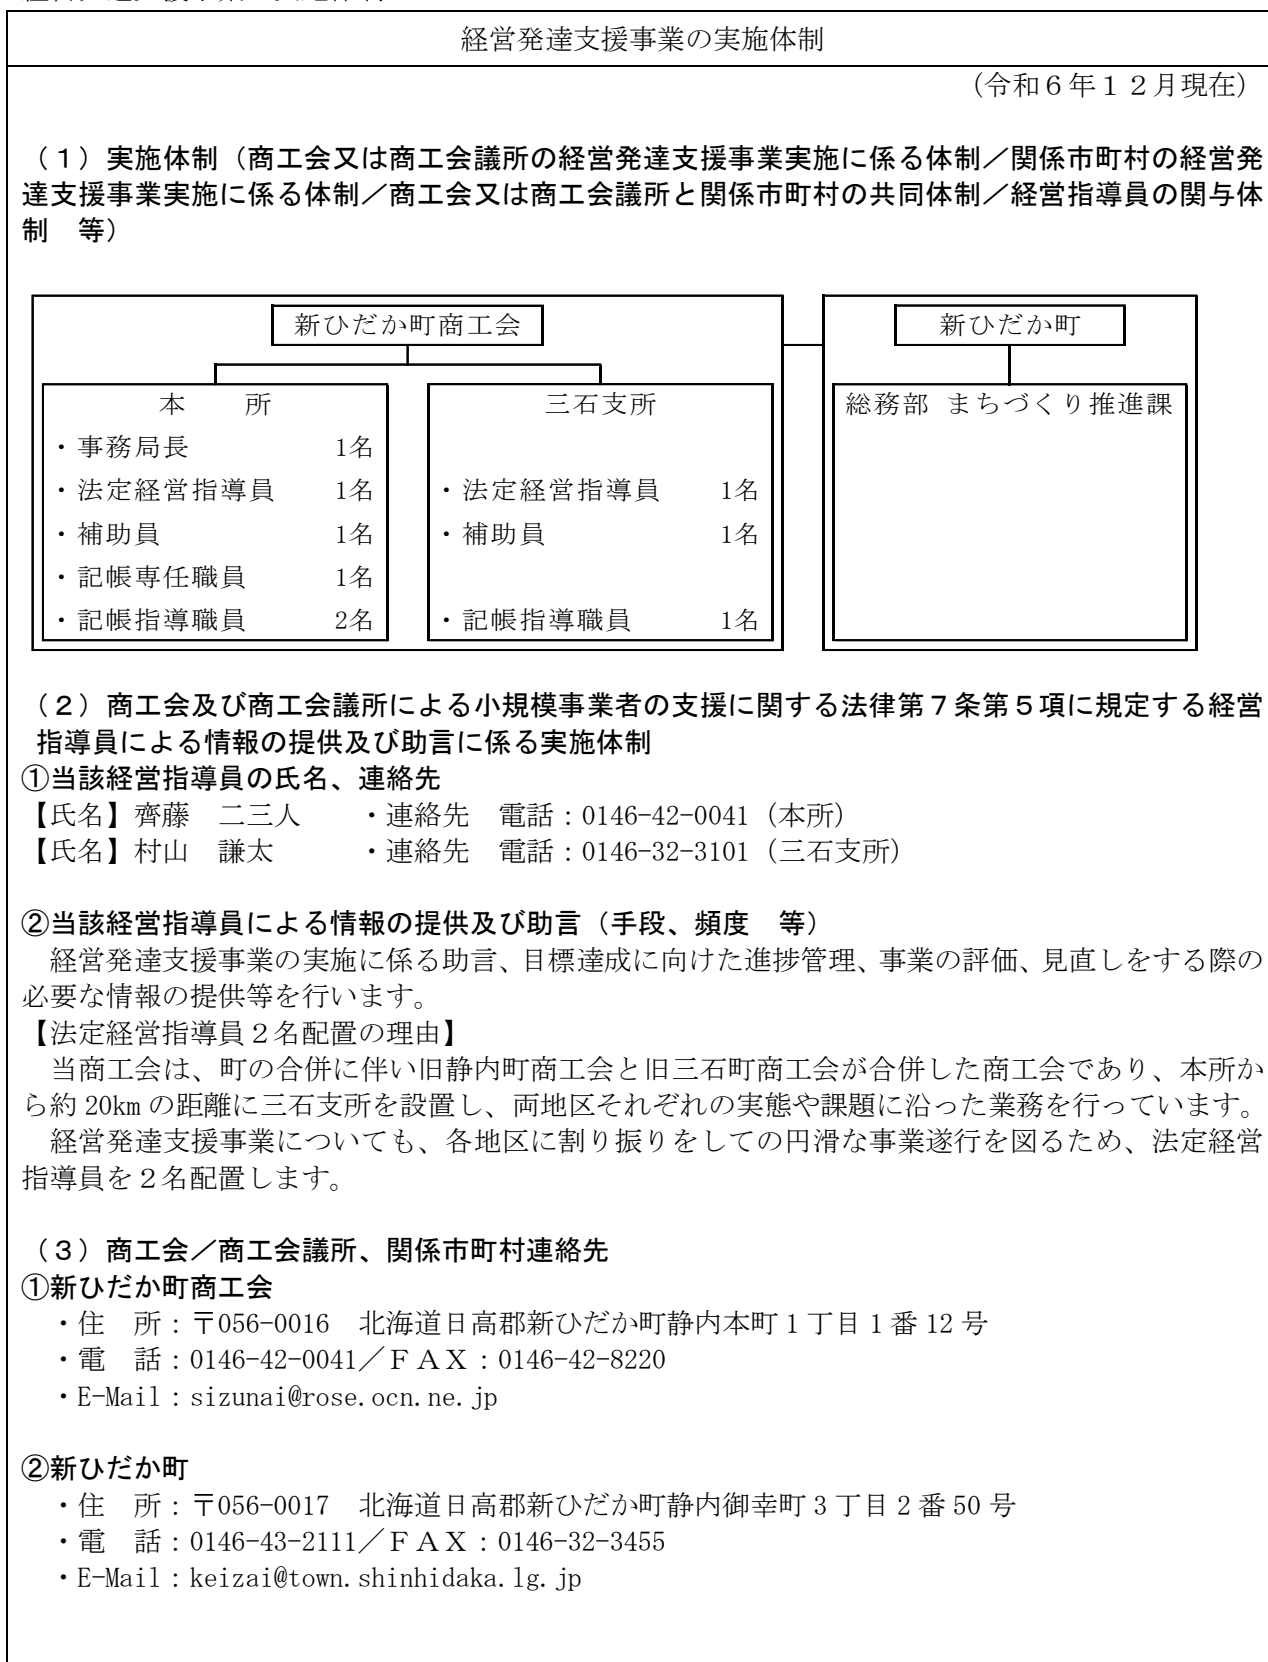 経営発達支援事業の実施体制
（令和６年１２月現在）
（１）実施体制（商工会又は商工会議所の経営発達支援事業実施に係る体制／関係市町村の経営発
達支援事業実施に係る体制／商工会又は商工会議所と関係市町村の共同体制／経営指導員の関与体
制　等）
新ひだか町商工会
本　　所
・事務局長　1名
・法定経営指導員　1名
・補助員　1名
・記帳専任職員　1名
・記帳指導職員　2名
三石支所
・法定経営指導員　1名
・補助員　1名
・記帳指導職員　1名
新ひだか町
総務部 まちづくり推進課
（２）商工会及び商工会議所による小規模事業者の支援に関する法律第７条第５項に規定する経営
指導員による情報の提供及び助言に係る実施体制
①当該経営指導員の氏名、連絡先
【氏名】齊藤　二三人　　・連絡先　電話：0146-42-0041（本所）
【氏名】村山　謙太　　　・連絡先　電話：0146-32-3101（三石支所）
②当該経営指導員による情報の提供及び助言（手段、頻度　等）
　経営発達支援事業の実施に係る助言、目標達成に向けた進捗管理、事業の評価、見直しをする際の
必要な情報の提供等を行います。
【法定経営指導員２名配置の理由】
　当商工会は、町の合併に伴い旧静内町商工会と旧三石町商工会が合併した商工会であり、本所か
ら約 20km の距離に三石支所を設置し、両地区それぞれの実態や課題に沿った業務を行っています。
　経営発達支援事業についても、各地区に割り振りをしての円滑な事業遂行を図るため、法定経営
指導員を２名配置します。
（３）商工会／商工会議所、関係市町村連絡先
①新ひだか町商工会
・住　所：〒056-0016　北海道日高郡新ひだか町静内本町１丁目１番 12 号
・電　話：0146-42-0041／ＦＡＸ：0146-42-8220
・E-Mail：sizunai@rose.ocn.ne.jp
②新ひだか町
・住　所：〒056-0017　北海道日高郡新ひだか町静内御幸町３丁目２番 50 号
・電　話：0146-43-2111／ＦＡＸ：0146-32-3455
・E-Mail：keizai@town.shinhidaka.lg.jp